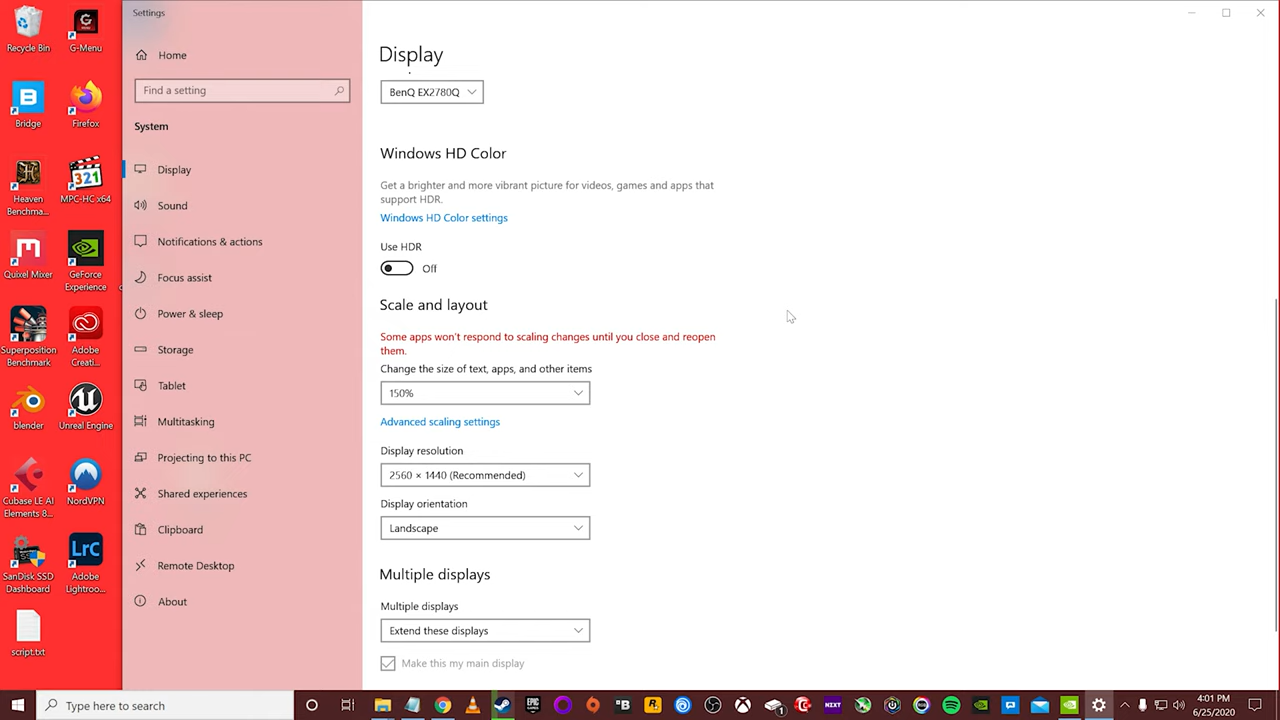 Recycle Bin
G-Menu
Bridge
Firefox
Heaven
Benchma...
MPC-HC x64
321
Quixel Mixer
GeForce
Experience
Superposition
Benchmark
Adobe
Creati...
blender
Unreal Engine
Cubase LE AI
Elements 8...
NordVPN
SanDisk SSD
Dashboard
Lrc
Adobe
Lightroo...
script.txt
Settings
Home
Find a setting
System
Display
Sound
Notifications & actions
Focus assist
Power & sleep
Storage
Tablet
Multitasking
Projecting to this PC
Shared experiences
Clipboard
Remote Desktop
About
Display
BenQ EX2780Q
Windows HD Color
Get a brighter and more vibrant picture for videos, games and apps that
support HDR.
Windows HD Color settings
Use HDR
Off
Scale and layout
Some apps won't respond to scaling changes until you close and reopen
them.
Change the size of text, apps, and other items
150%
Advanced scaling settings
Display resolution
2560 × 1440 (Recommended)
Display orientation
Landscape
Multiple displays
Multiple displays
Extend these displays
Make this my main display
Type here to search
4:01 PM
6/25/2020